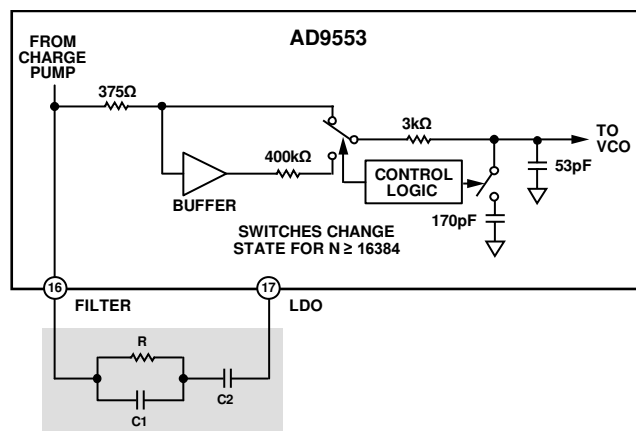 AD9553
FROM
CHARGE
PUMP
375Ω
3kΩ
TO
VCO
400kΩ
BUFFER
CONTROL
LOGIC
53pF
170pF
SWITCHES CHANGE
STATE FOR N ≥ 16384
16
FILTER
17
LDO
R
C1
C2